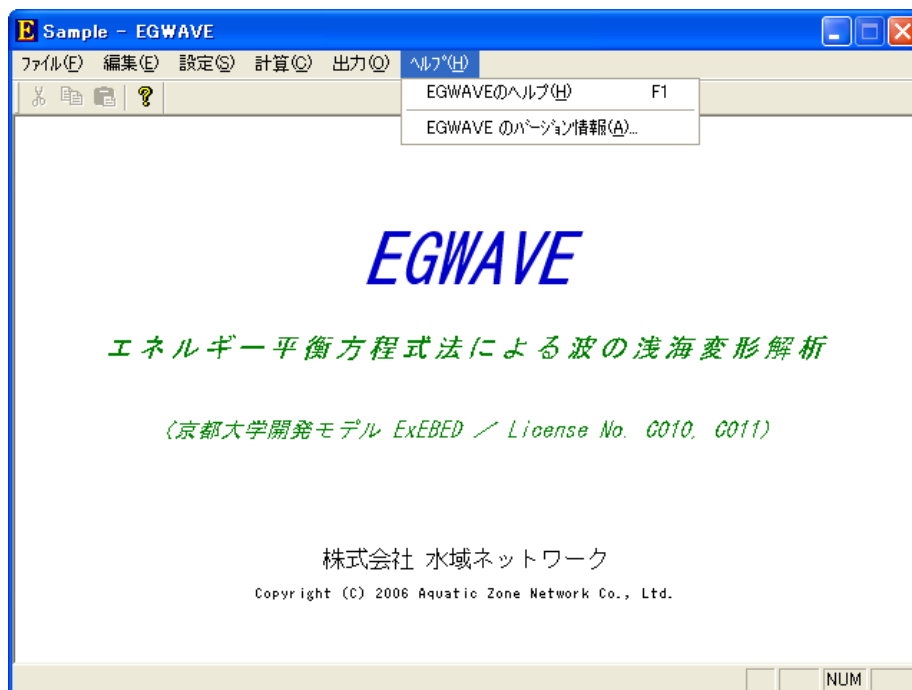 Sample - EGWAVE
ﾌｧｲﾙ(F) 編集(E) 設定(S) 計算(C) 出力(O) ﾍﾙﾌﾟ(H)
EGWAVEのヘルプ(H) F1
EGWAVE のﾊﾞｰｼﾞｮﾝ情報(A)...
EGWAVE
エネルギー平衡方程式法による波の浅海変形解析
(京都大学開発モデル ExEBED ／ License No. C010, C011)
株式会社 水域ネットワーク
Copyright (C) 2006 Aquatic Zone Network Co., Ltd.
NUM